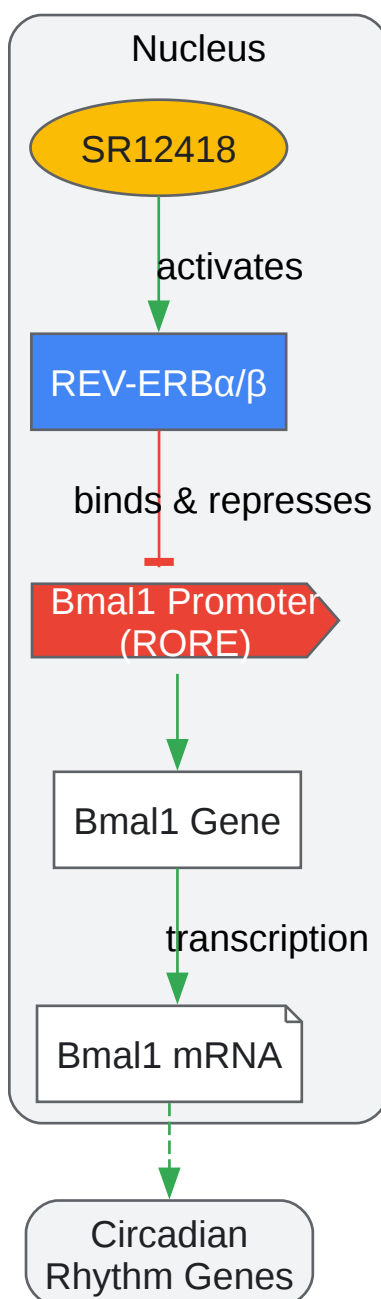 Nucleus
SR12418
activates
REV-ERBα/β
binds & represses
Bmal1 Promoter
(RORE)
Bmal1 Gene
transcription
Bmal1 mRNA
Circadian
Rhythm Genes